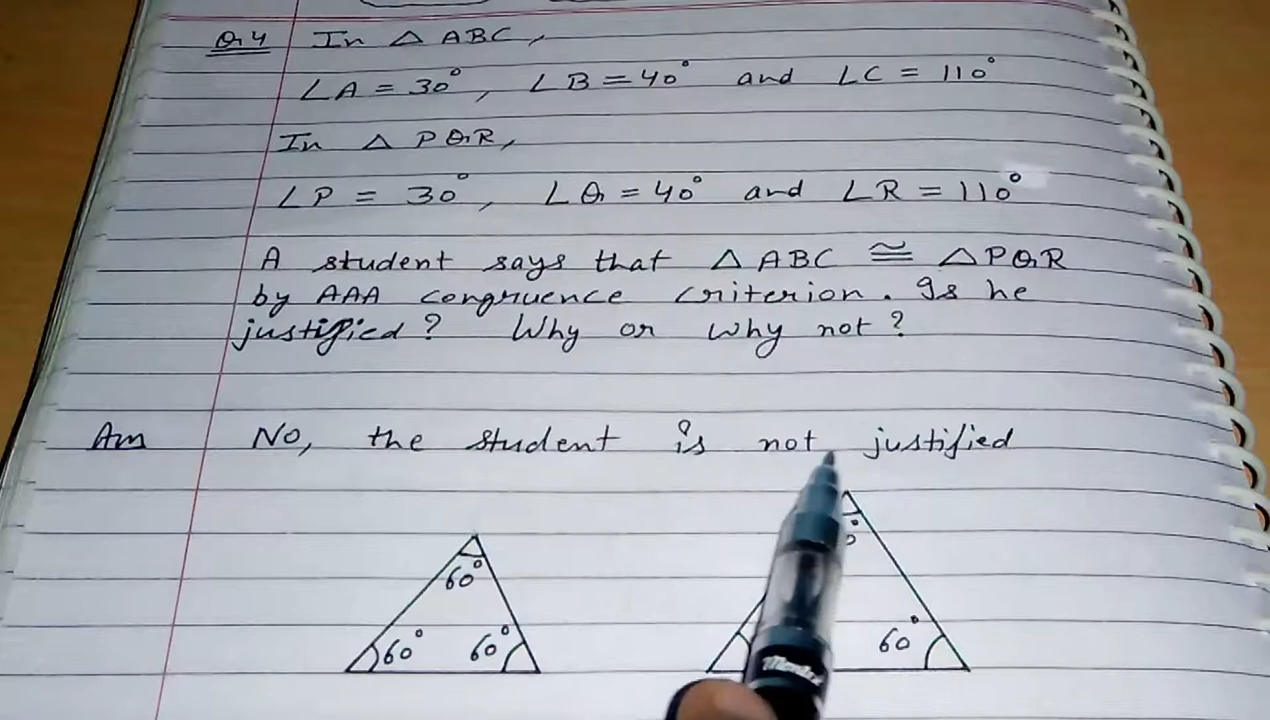 Q.4 In △ ABC,
∠A = 30°, ∠B = 40° and ∠C = 110°
In △ PQR,
∠P = 30°, ∠Q = 40° and ∠R = 110°
A student says that △ABC ≅ △PQR
by AAA congruence criterion. Is he
justified? Why or why not?
Ans No, the student is not justified
60°
60° 60° 60°